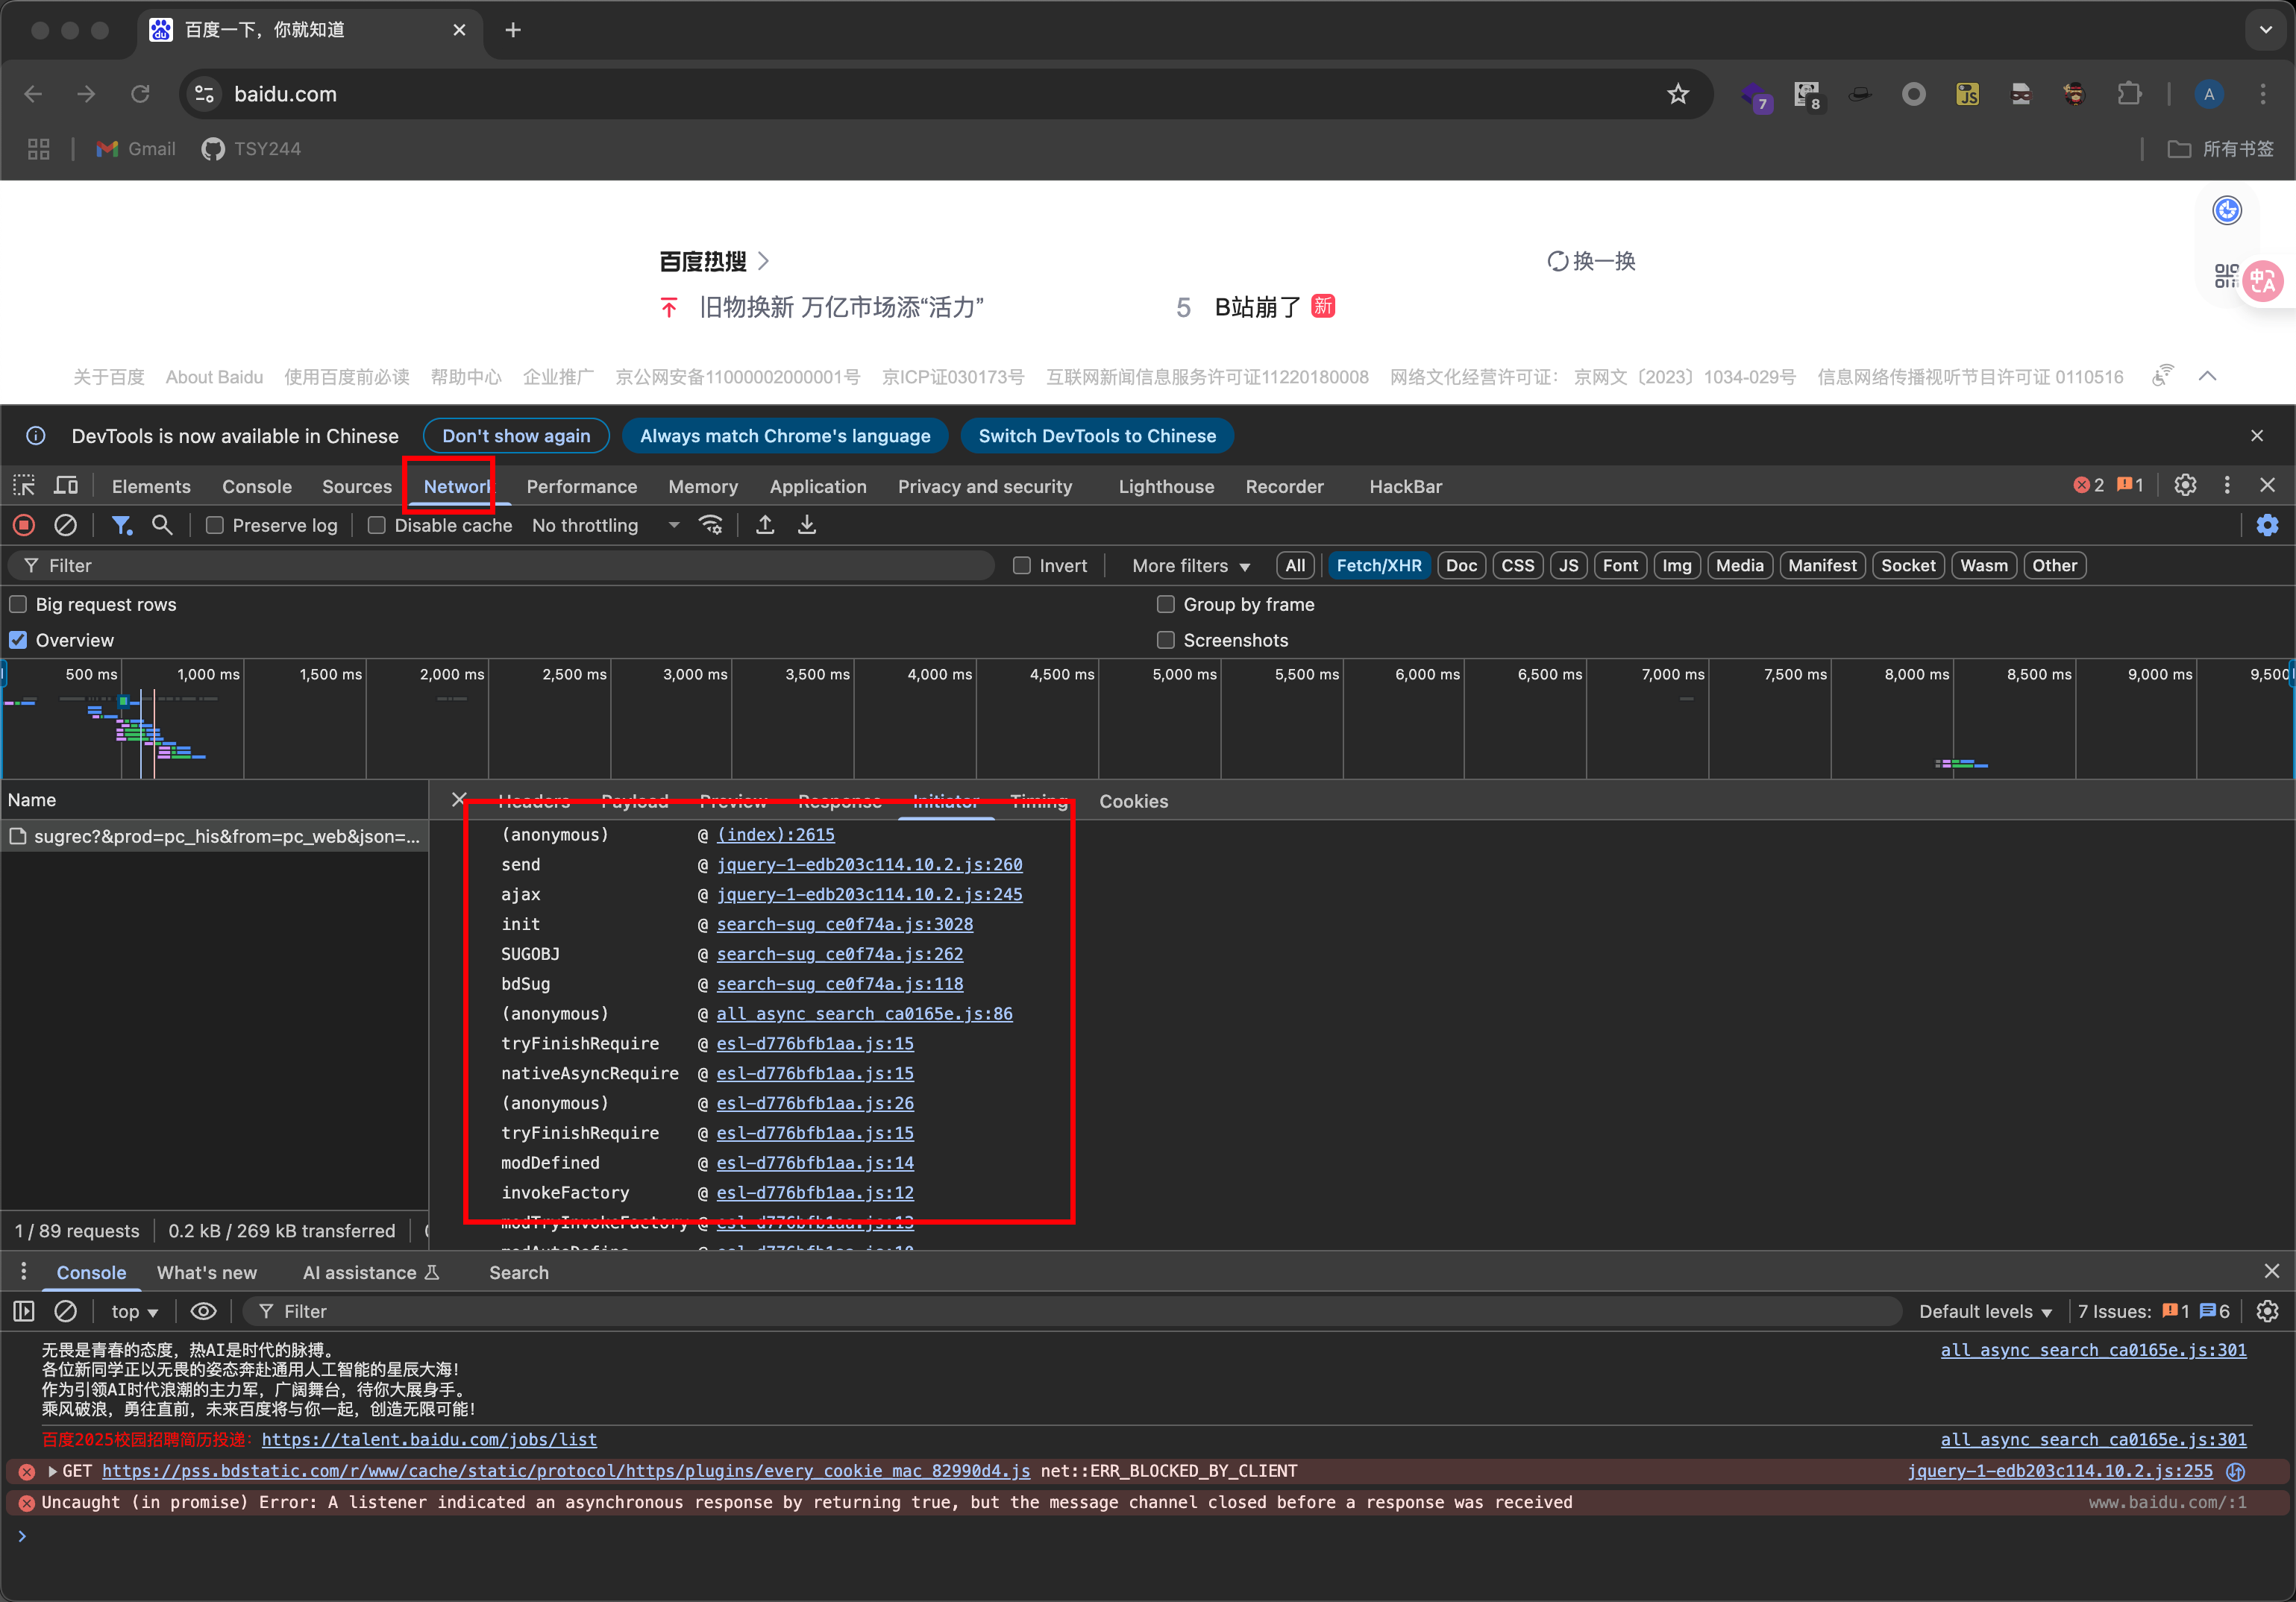 百度一下，你就知道
baidu.com
7
8
JS
A
Gmail
TSY244
所有书签
百度热搜
换一换
旧物换新 万亿市场添“活力”
5 B站崩了 新
关于百度 About Baidu 使用百度前必读 帮助中心 企业推广 京公网安备11000002000001号 京ICP证030173号 互联网新闻信息服务许可证11220180008 网络文化经营许可证： 京网文〔2023〕1034-029号 信息网络传播视听节目许可证 0110516
DevTools is now available in Chinese Don't show again Always match Chrome's language Switch DevTools to Chinese
Elements Console Sources Network Performance Memory Application Privacy and security Lighthouse Recorder HackBar 2 1
Preserve log Disable cache No throttling
Filter Invert More filters All Fetch/XHR Doc CSS JS Font Img Media Manifest Socket Wasm Other
Big request rows Group by frame
Overview Screenshots
500 ms 1,000 ms 1,500 ms 2,000 ms 2,500 ms 3,000 ms 3,500 ms 4,000 ms 4,500 ms 5,000 ms 5,500 ms 6,000 ms 6,500 ms 7,000 ms 7,500 ms 8,000 ms 8,500 ms 9,000 ms 9,500
Name Headers Payload Preview Response Initiator Timing Cookies
sugrec?&prod=pc_his&from=pc_web&json=...
(anonymous) @ (index):2615
send @ jquery-1-edb203c114.10.2.js:260
ajax @ jquery-1-edb203c114.10.2.js:245
init @ search-sug_ce0f74a.js:3028
SUGOBJ @ search-sug_ce0f74a.js:262
bdSug @ search-sug_ce0f74a.js:118
(anonymous) @ all_async_search_ca0165e.js:86
tryFinishRequire @ esl-d776bfb1aa.js:15
nativeAsyncRequire @ esl-d776bfb1aa.js:15
(anonymous) @ esl-d776bfb1aa.js:26
tryFinishRequire @ esl-d776bfb1aa.js:15
modDefined @ esl-d776bfb1aa.js:14
invokeFactory @ esl-d776bfb1aa.js:12
modTryInvokeFactory @ esl-d776bfb1aa.js:13
modAutoDefine @ esl-d776bfb1aa.js:10
1 / 89 requests 0.2 kB / 269 kB transferred
Console What's new AI assistance Search
top Filter Default levels 7 Issues: 1 6
无畏是青春的态度，热AI是时代的脉搏。 all_async_search_ca0165e.js:301
各位新同学正以无畏的姿态奔赴通用人工智能的星辰大海！
作为引领AI时代浪潮的主力军，广阔舞台，待你大展身手。
乘风破浪，勇往直前，未来百度将与你一起，创造无限可能！
百度2025校园招聘简历投递：https://talent.baidu.com/jobs/list all_async_search_ca0165e.js:301
GET https://pss.bdstatic.com/r/www/cache/static/protocol/https/plugins/every_cookie_mac_82990d4.js net::ERR_BLOCKED_BY_CLIENT jquery-1-edb203c114.10.2.js:255
Uncaught (in promise) Error: A listener indicated an asynchronous response by returning true, but the message channel closed before a response was received www.baidu.com/:1